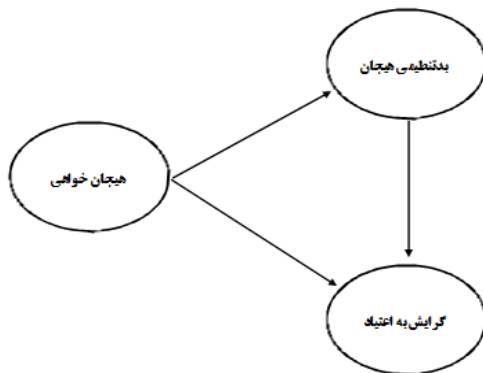 بدتنظیمی هیجان
هیجان خواهی
گرایش به اعتیاد